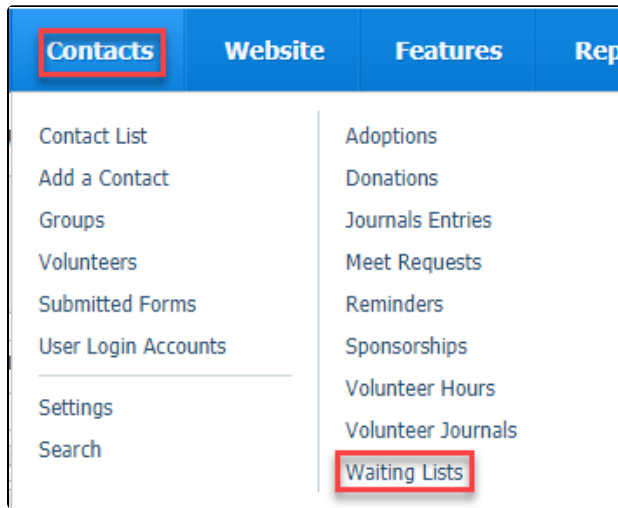 Contacts Website Features Rep
Contact List
Add a Contact
Groups
Volunteers
Submitted Forms
User Login Accounts
Settings
Search
Adoptions
Donations
Journals Entries
Meet Requests
Reminders
Sponsorships
Volunteer Hours
Volunteer Journals
Waiting Lists